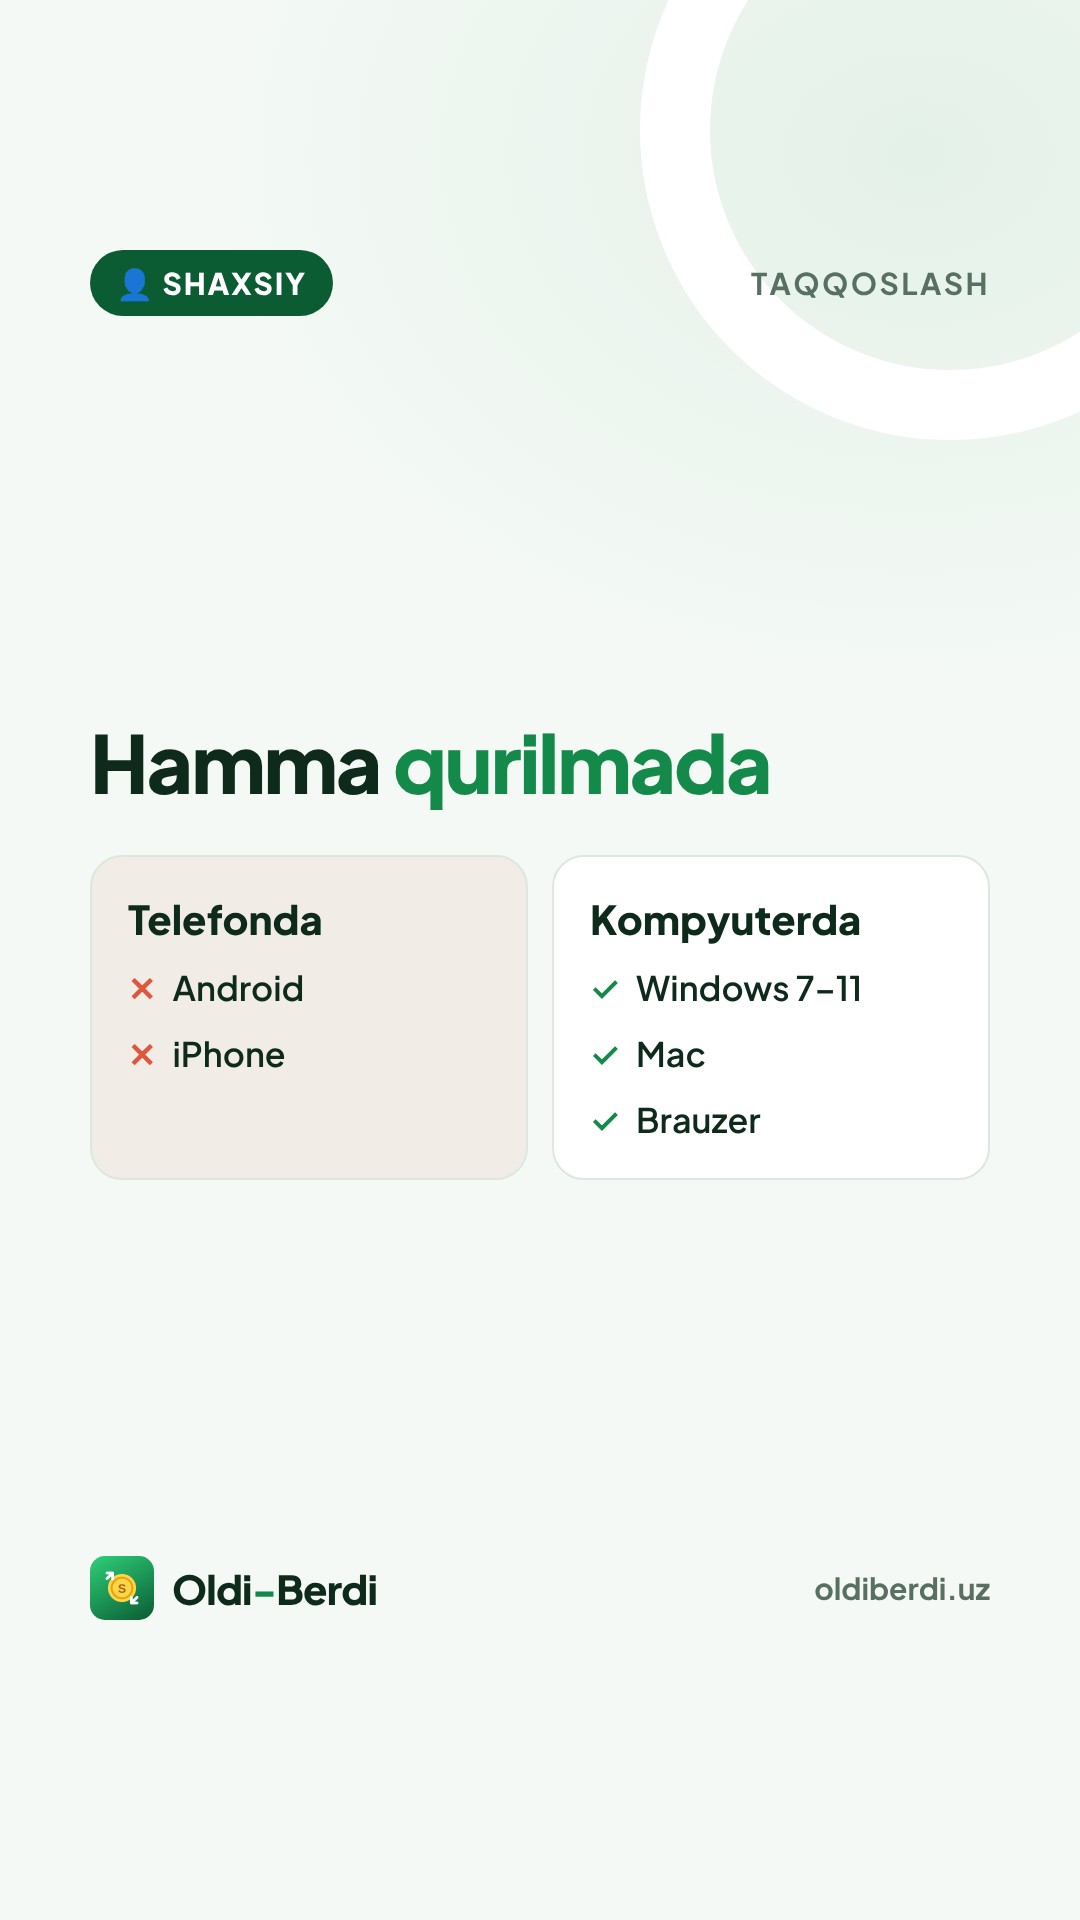 👤 SHAXSIY
TAQQOSLASH
Hamma qurilmada
Telefonda
✕ Android
✕ iPhone
Kompyuterda
✓ Windows 7–11
✓ Mac
✓ Brauzer
S
Oldi-Berdi
oldiberdi.uz